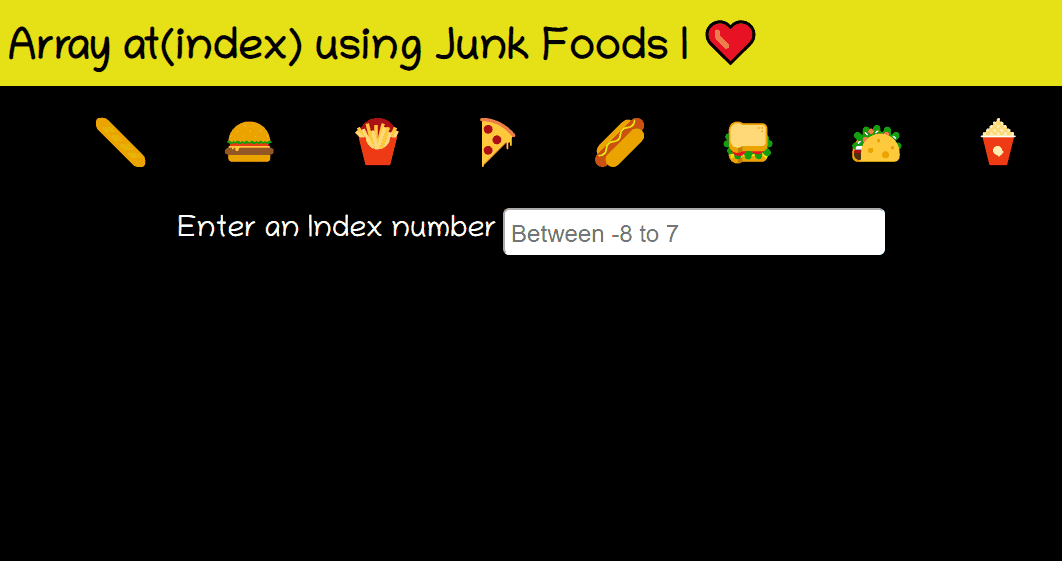 Array at(index) using Junk Foods I ❤️
Enter an Index number
Between -8 to 7